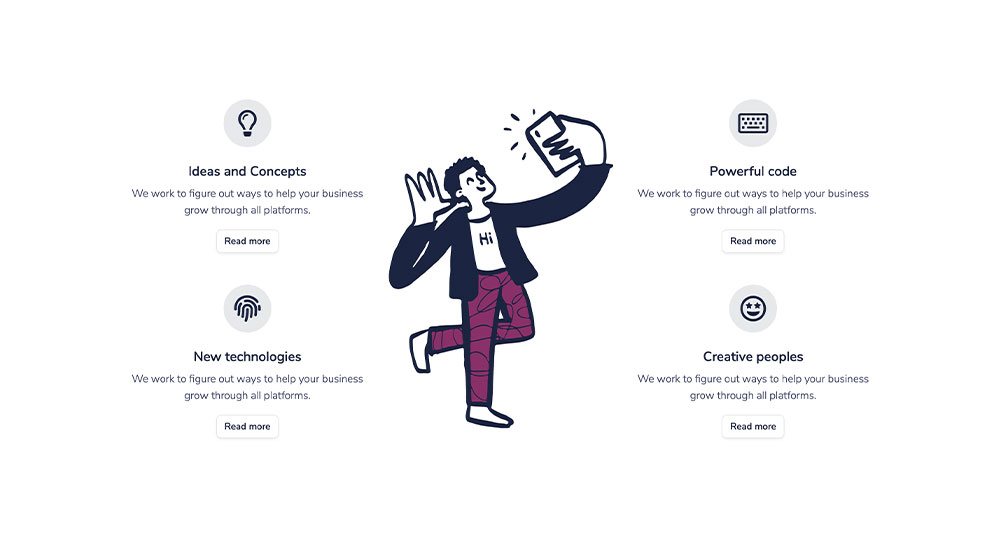 Ideas and Concepts
We work to figure out ways to help your business
grow through all platforms.
Read more
New technologies
We work to figure out ways to help your business
grow through all platforms.
Read more
Hi
Powerful code
We work to figure out ways to help your business
grow through all platforms.
Read more
Creative peoples
We work to figure out ways to help your business
grow through all platforms.
Read more